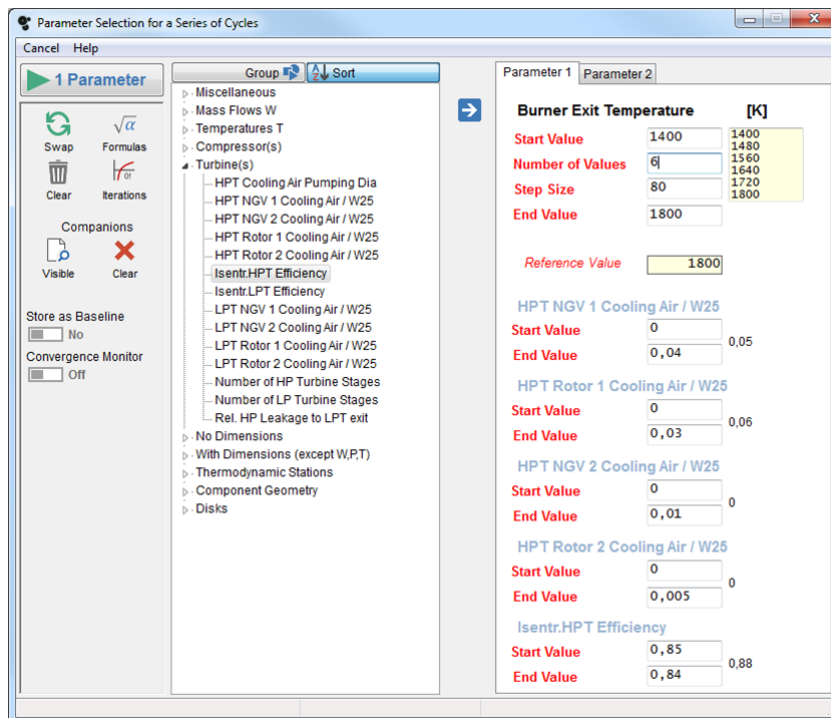 Parameter Selection for a Series of Cycles
Cancel Help
1 Parameter
Swap
√α
Formulas
Clear
0!
Iterations
Companions
Visible
Clear
Store as Baseline
No
Convergence Monitor
Off
Group
A Z Sort
Miscellaneous
Mass Flows W
Temperatures T
Compressor(s)
Turbine(s)
HPT Cooling Air Pumping Dia
HPT NGV 1 Cooling Air / W25
HPT NGV 2 Cooling Air / W25
HPT Rotor 1 Cooling Air / W25
HPT Rotor 2 Cooling Air / W25
Isentr.HPT Efficiency
Isentr.LPT Efficiency
LPT NGV 1 Cooling Air / W25
LPT NGV 2 Cooling Air / W25
LPT Rotor 1 Cooling Air / W25
LPT Rotor 2 Cooling Air / W25
Number of HP Turbine Stages
Number of LP Turbine Stages
Rel. HP Leakage to LPT exit
No Dimensions
With Dimensions (except W,P,T)
Thermodynamic Stations
Component Geometry
Disks
Parameter 1 Parameter 2
Burner Exit Temperature [K]
Start Value 1400
Number of Values 6
Step Size 80
End Value 1800
1400
1480
1560
1640
1720
1800
Reference Value 1800
HPT NGV 1 Cooling Air / W25
Start Value 0
0,05
End Value 0,04
HPT Rotor 1 Cooling Air / W25
Start Value 0
0,06
End Value 0,03
HPT NGV 2 Cooling Air / W25
Start Value 0
0
End Value 0,01
HPT Rotor 2 Cooling Air / W25
Start Value 0
0
End Value 0,005
Isentr.HPT Efficiency
Start Value 0,85
0,88
End Value 0,84